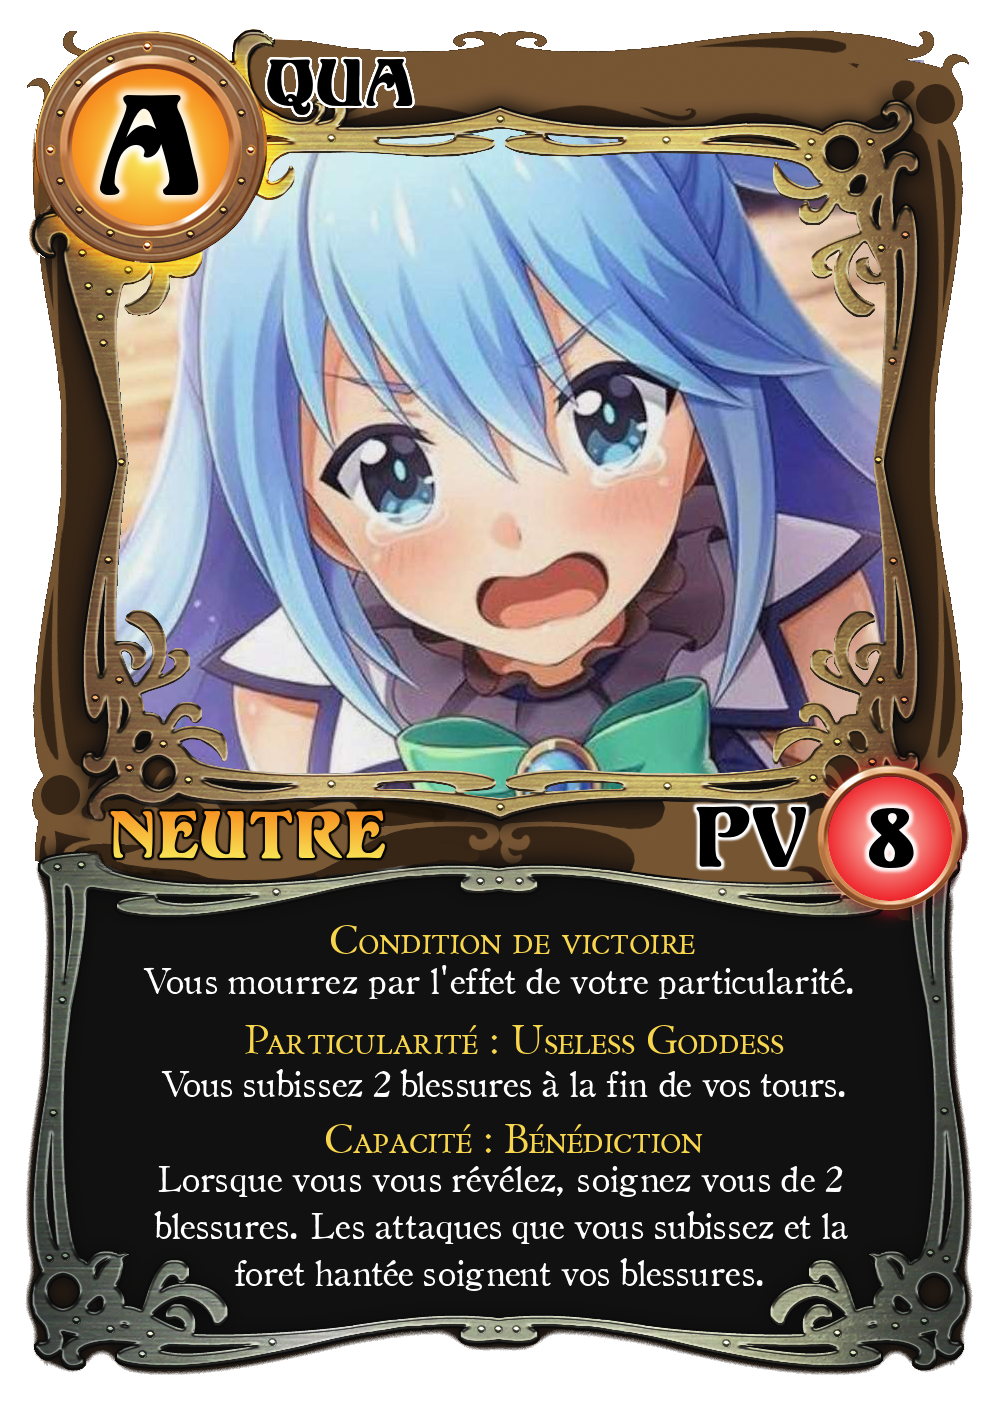 A
QUA
NEUTRE
PV 8
Condition de victoire
Vous mourrez par l'effet de votre particularité.
Particularité : Useless Goddess
Vous subissez 2 blessures à la fin de vos tours.
Capacité : Bénédiction
Lorsque vous vous révélez, soignez vous de 2
blessures. Les attaques que vous subissez et la
foret hantée soignent vos blessures.